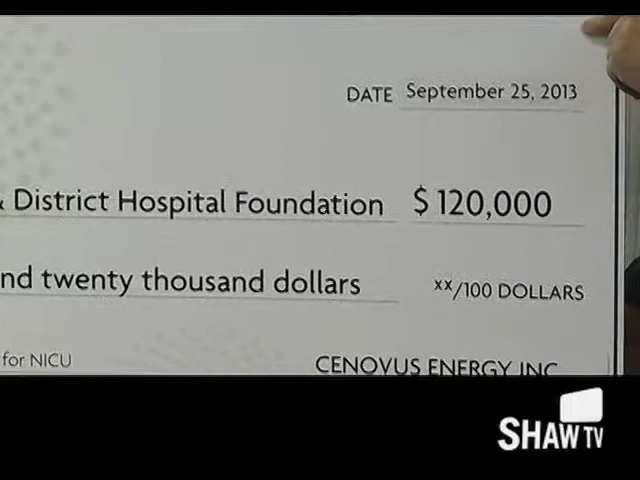 DATE September 25, 2013
& District Hospital Foundation $ 120,000
nd twenty thousand dollars xx/100 DOLLARS
for NICU CENOVUS ENERGY INC
SHAW TV